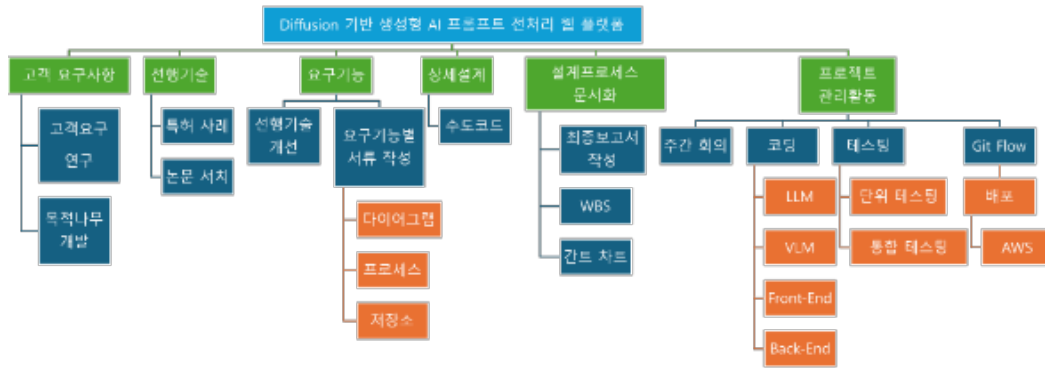 Diffusion 기반 생성형 AI 프롬프트 전처리 웹 플랫폼
고객 요구사항
고객요구
연구
목적나무
개발
선행기술
특허 사례
논문 서치
요구기능
선행기술
개선
요구기능별
서류 작성
다이어그램
프로세스
저장소
상세설계
수도코드
설계프로세스
문서화
최종보고서
작성
WBS
간트 차트
프로젝트
관리활동
주간 회의
코딩
LLM
VLM
Front-End
Back-End
테스팅
단위 테스팅
통합 테스팅
Git Flow
배포
AWS